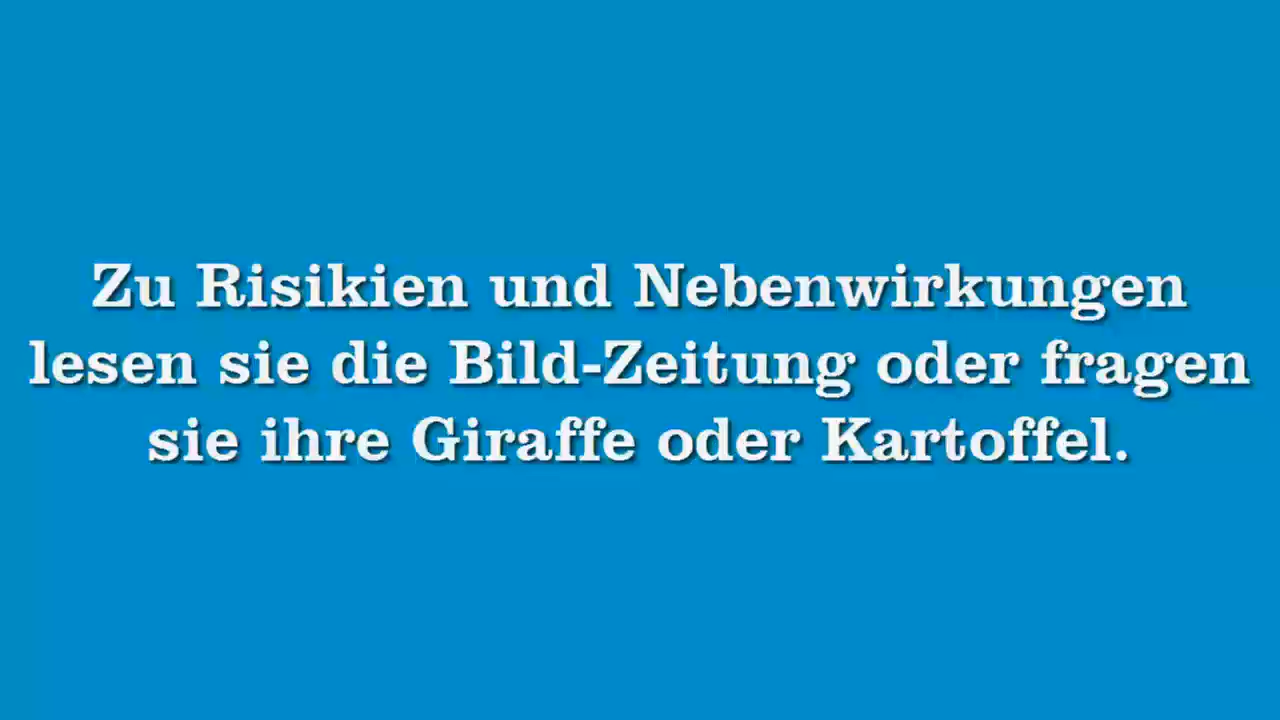 Zu Risikien und Nebenwirkungen
lesen sie die Bild-Zeitung oder fragen
sie ihre Giraffe oder Kartoffel.